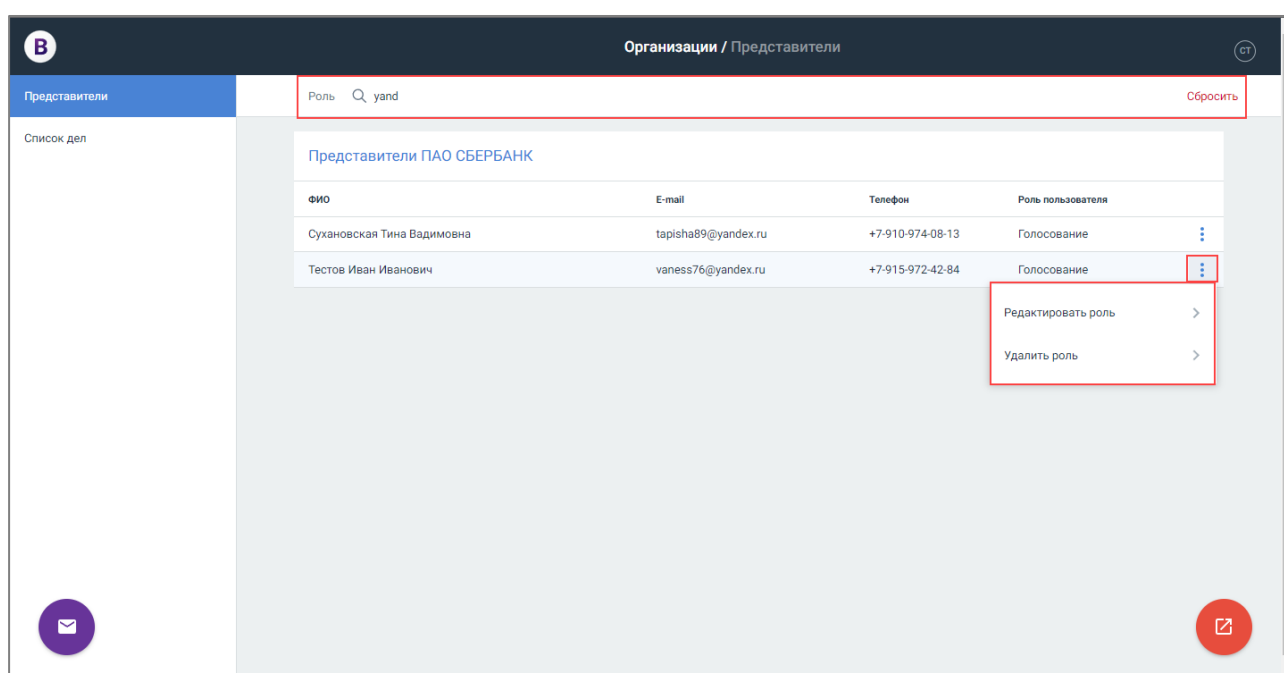 B
Организации / Представители
СТ
Представители
Роль yand Сбросить
Список дел
Представители ПАО СБЕРБАНК
ФИО E-mail Телефон Роль пользователя
Сухановская Тина Вадимовна tapisha89@yandex.ru +7-910-974-08-13 Голосование
Тестов Иван Иванович vaness76@yandex.ru +7-915-972-42-84 Голосование
Редактировать роль
Удалить роль